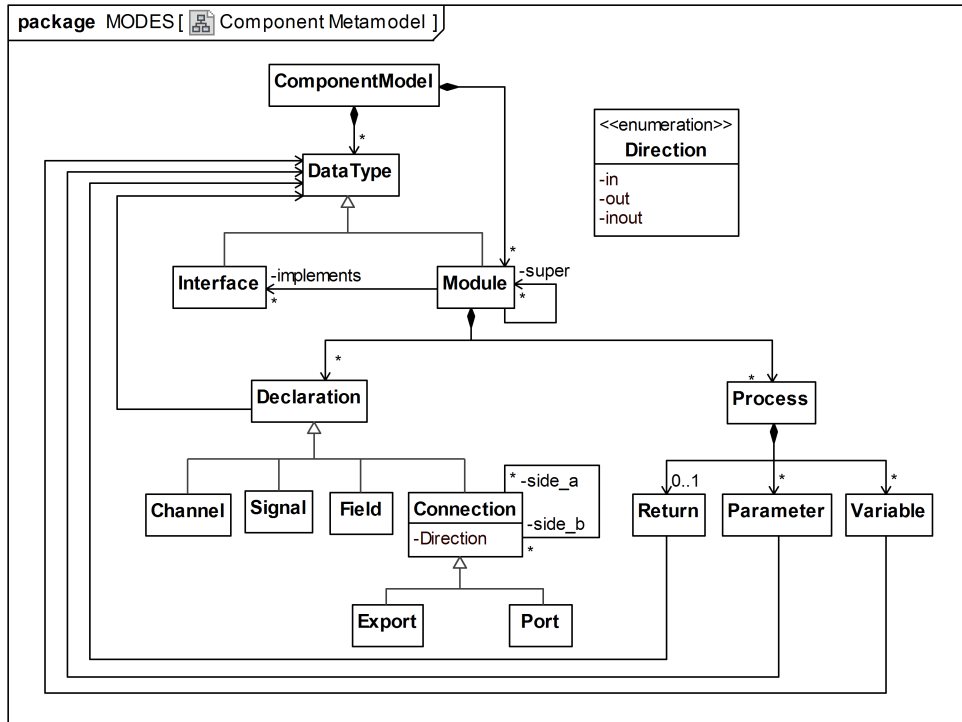 package MODES [ Component Metamodel ]
ComponentModel
*
<<enumeration>>
Direction
-in
-out
-inout
DataType
*
Interface
-implements
*
Module
-super
*
*
Declaration
*
Process
Channel
Signal
Field
Connection
-Direction
* -side_a
-side_b
*
0..1
*
*
Return
Parameter
Variable
Export
Port